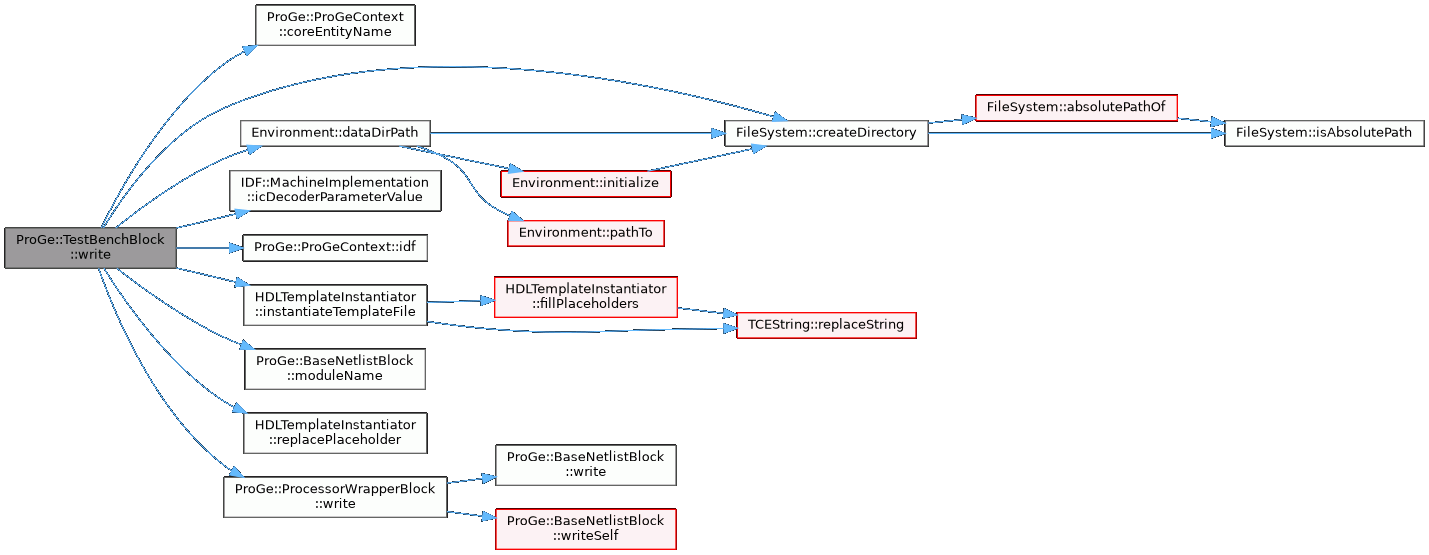 ProGe::ProGeContext
::coreEntityName
FileSystem::absolutePathOf
Environment::dataDirPath
FileSystem::createDirectory
FileSystem::isAbsolutePath
IDF::MachineImplementation
::icDecoderParameterValue
Environment::initialize
Environment::pathTo
ProGe::TestBenchBlock
::write
ProGe::ProGeContext::idf
HDLTemplateInstantiator
::instantiateTemplateFile
HDLTemplateInstantiator
::fillPlaceholders
TCEString::replaceString
ProGe::BaseNetlistBlock
::moduleName
HDLTemplateInstantiator
::replacePlaceholder
ProGe::ProcessorWrapperBlock
::write
ProGe::BaseNetlistBlock
::write
ProGe::BaseNetlistBlock
::writeSelf